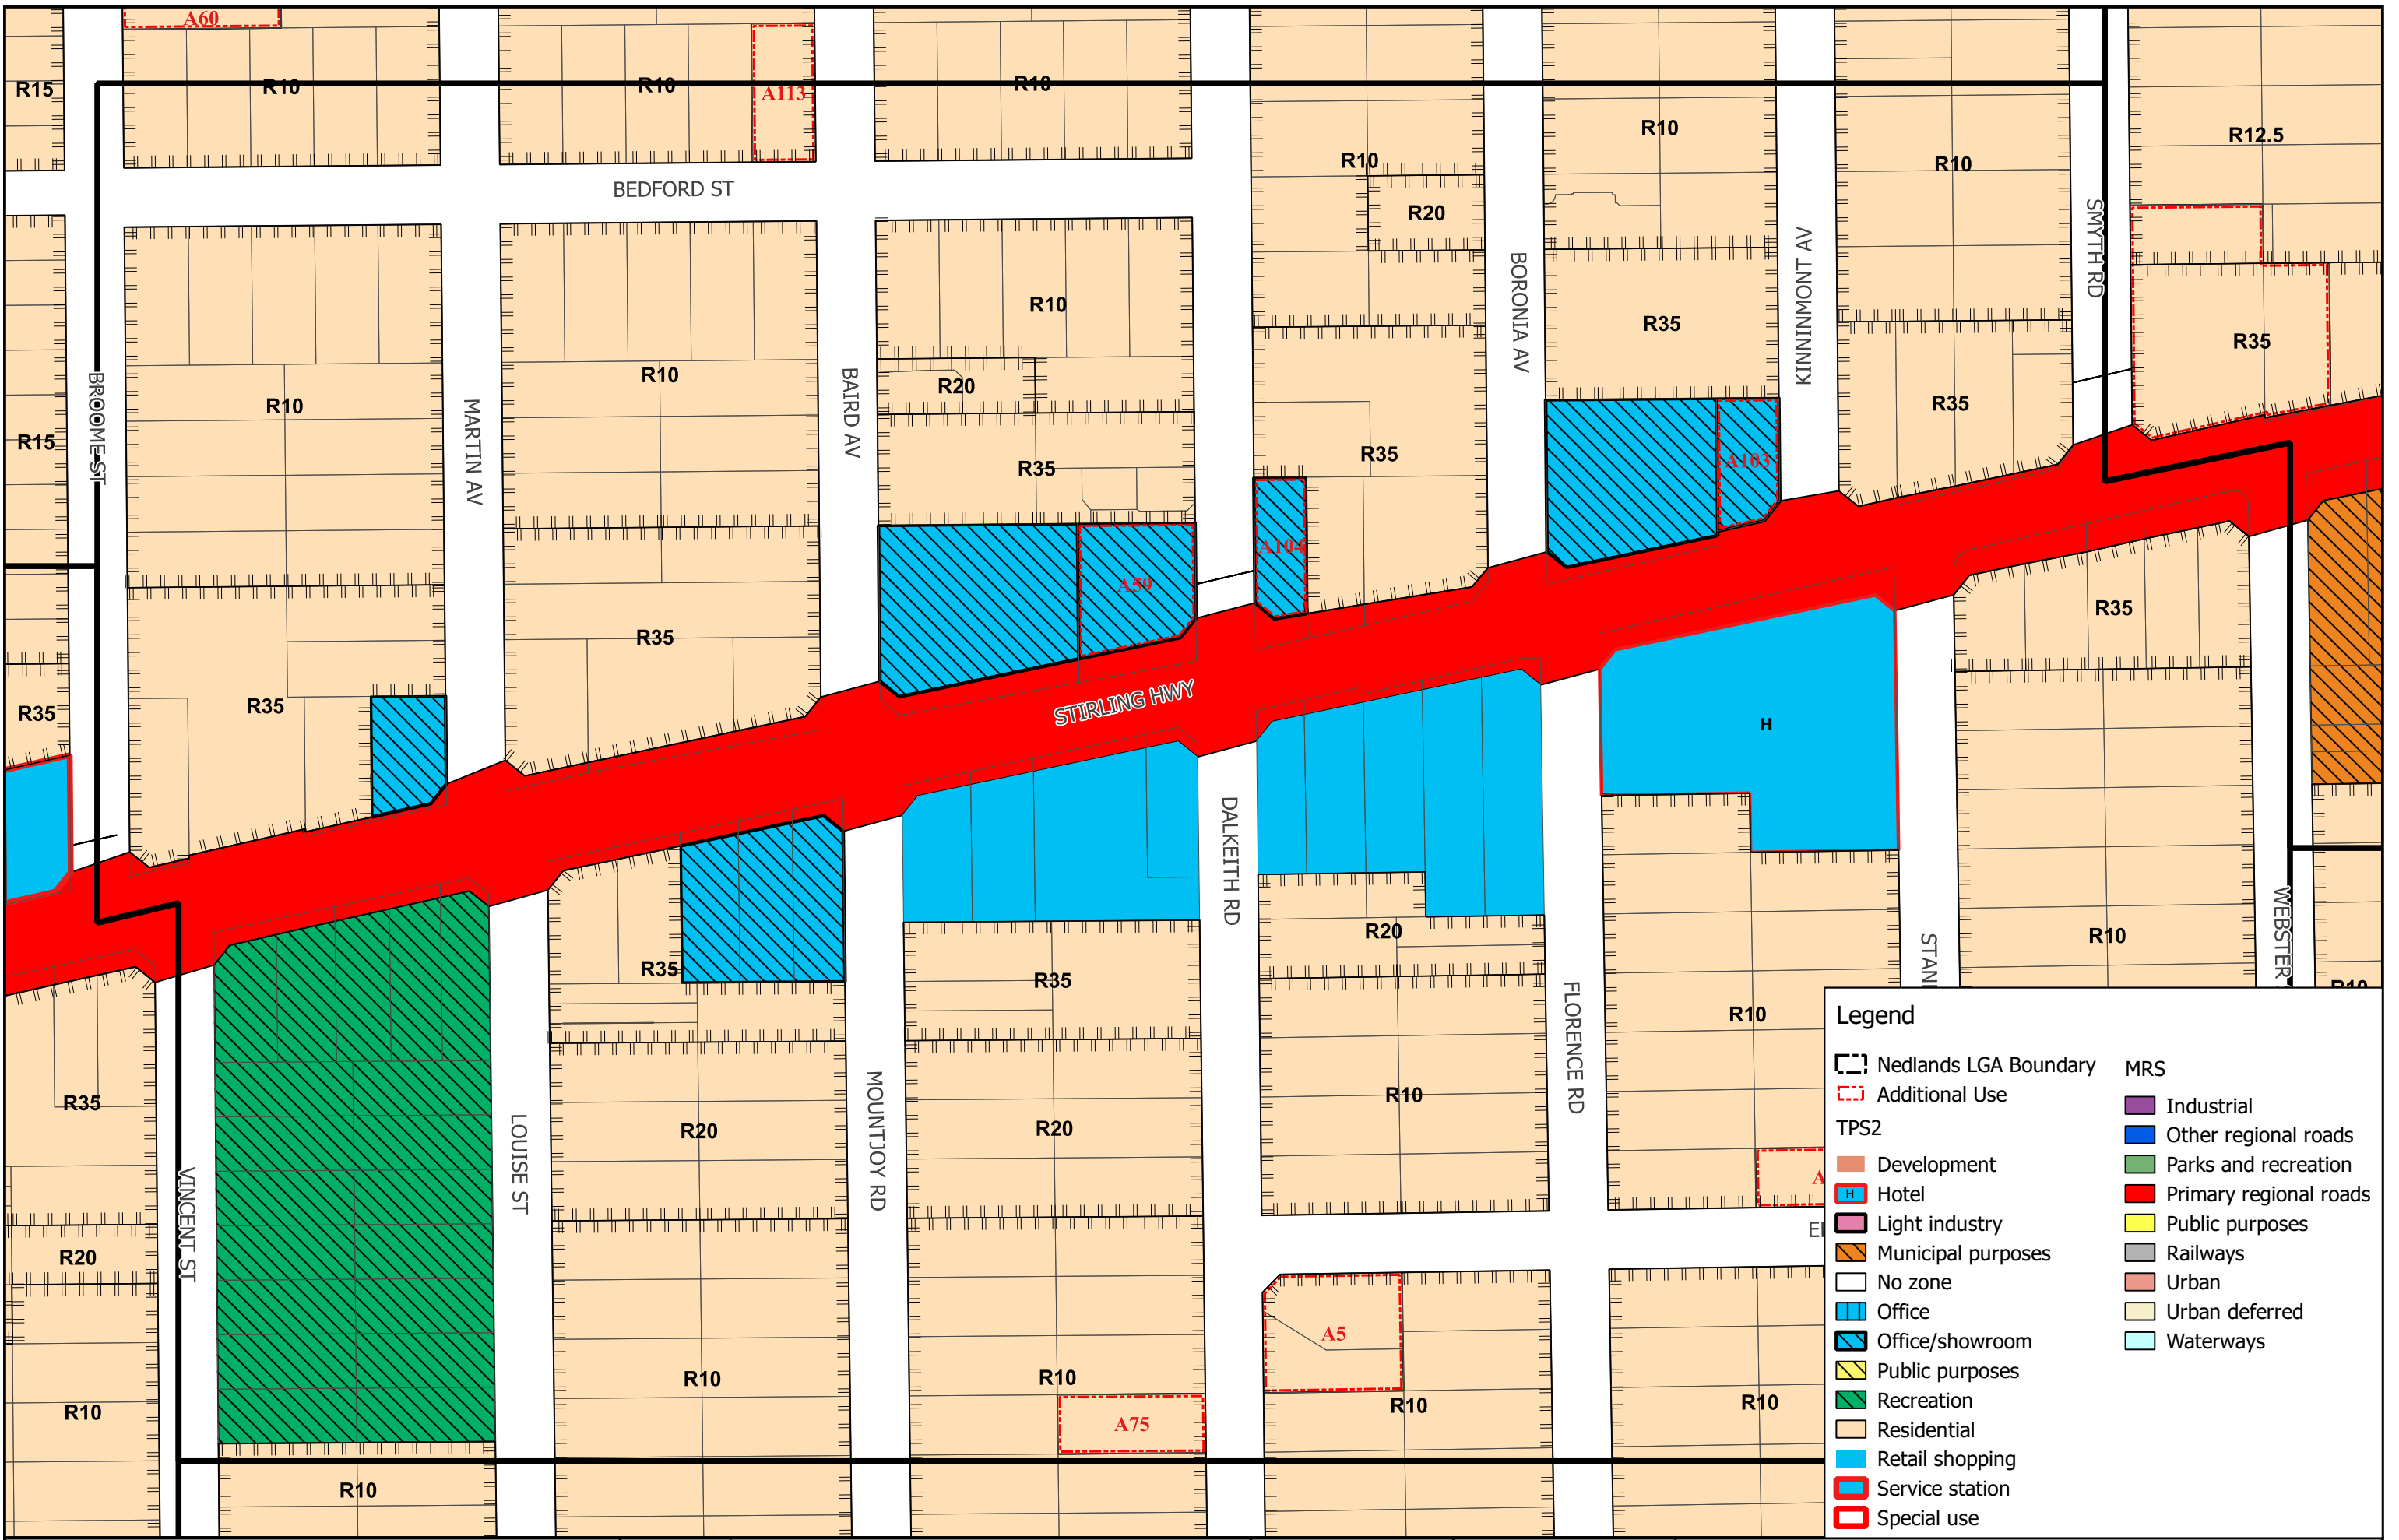 A60
R15
R10
R10
A113
R10
R10
R10
R10
R12.5
BEDFORD ST
R20
SMYTH RD
KINNINMONT AV
BORONIA AV
R10
R35
R35
BROOME ST
R10
MARTIN AV
R10
BAIRD AV
R20
R35
R35
R15
R35
A103
A104
A59
R35
R35
R35
R35
STIRLING HWY
H
R35
DALKEITH RD
R20
WEBSTER
R10
R35
R35
R10
R10
R35
FLORENCE RD
R10
LOUISE ST
MOUNTJOY RD
R20
R20
VINCENT ST
R20
A5
R10
R10
R10
R10
R10
A75
R10
Legend
Nedlands LGA Boundary
Additional Use
TPS2
Development
H Hotel
Light industry
Municipal purposes
No zone
Office
Office/showroom
Public purposes
Recreation
Residential
Retail shopping
Service station
Special use
MRS
Industrial
Other regional roads
Parks and recreation
Primary regional roads
Public purposes
Railways
Urban
Urban deferred
Waterways